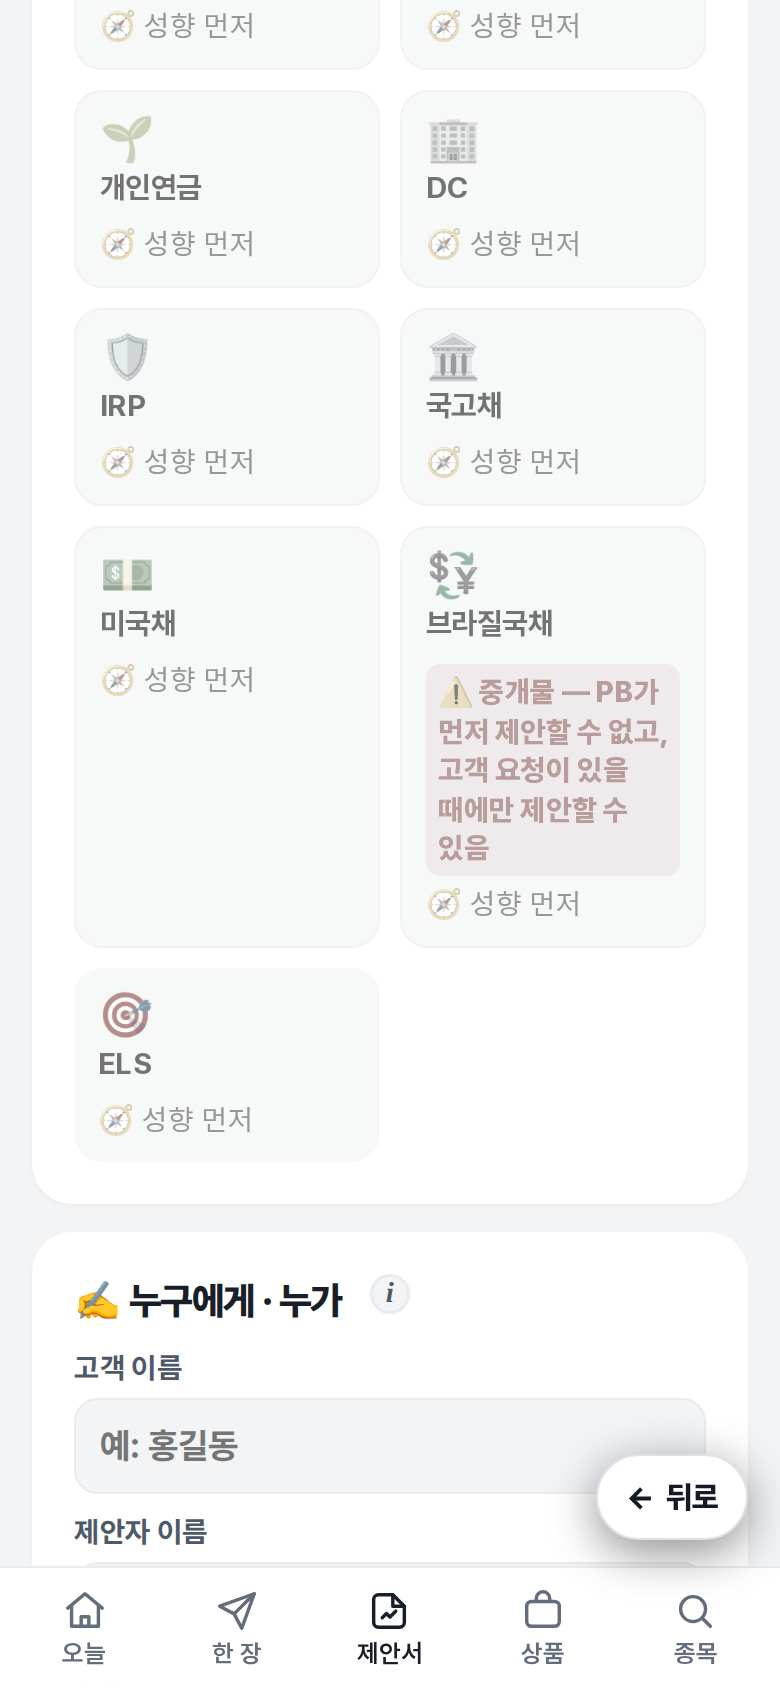 성향 먼저
성향 먼저
개인연금
성향 먼저
DC
성향 먼저
IRP
성향 먼저
국고채
성향 먼저
미국채
성향 먼저
브라질국채
중개물 — PB가
먼저 제안할 수 없고,
고객 요청이 있을
때에만 제안할 수
있음
성향 먼저
ELS
성향 먼저
누구에게 · 누가 i
고객 이름
예: 홍길동
← 뒤로
제안자 이름
오늘
한 장
제안서
상품
종목